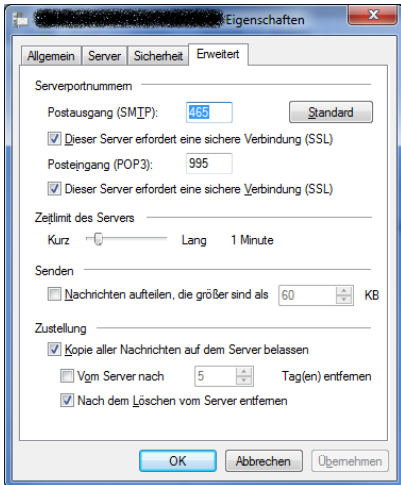 Eigenschaften
Allgemein Server Sicherheit Erweitert
Serverportnummern
Postausgang (SMTP): 465 Standard
Dieser Server erfordert eine sichere Verbindung (SSL)
Posteingang (POP3): 995
Dieser Server erfordert eine sichere Verbindung (SSL)
Zeitlimit des Servers
Kurz Lang 1 Minute
Senden
Nachrichten aufteilen, die größer sind als 60 KB
Zustellung
Kopie aller Nachrichten auf dem Server belassen
Vom Server nach 5 Tag(en) entfernen
Nach dem Löschen vom Server entfernen
OK Abbrechen Übernehmen